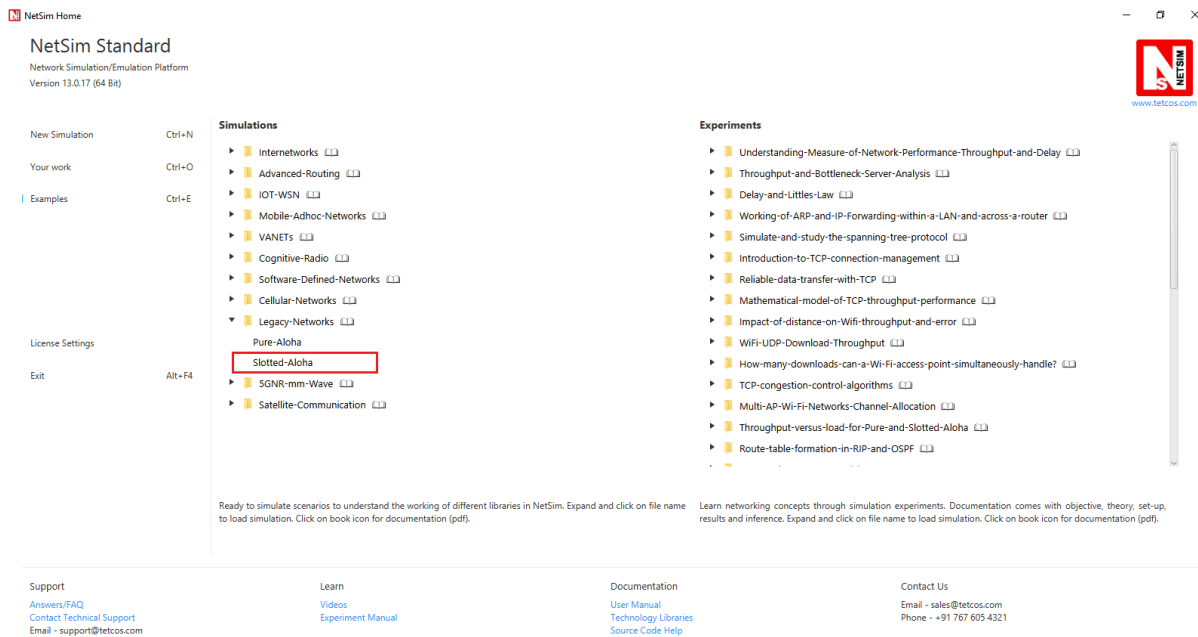 NetSim Home
NetSim Standard
Network Simulation/Emulation Platform
Version 13.0.17 (64 Bit)
N
S
NETSIM
www.tetcos.com
New Simulation Ctrl+N
Your work Ctrl+O
Examples Ctrl+E
License Settings
Exit Alt+F4
Simulations
Internetworks
Advanced-Routing
IOT-WSN
Mobile-Adhoc-Networks
VANETs
Cognitive-Radio
Software-Defined-Networks
Cellular-Networks
Legacy-Networks
Pure-Aloha
Slotted-Aloha
5GNR-mm-Wave
Satellite-Communication
Ready to simulate scenarios to understand the working of different libraries in NetSim. Expand and click on file name
to load simulation. Click on book icon for documentation (pdf).
Experiments
Understanding-Measure-of-Network-Performance-Throughput-and-Delay
Throughput-and-Bottleneck-Server-Analysis
Delay-and-Littles-Law
Working-of-ARP-and-IP-Forwarding-within-a-LAN-and-across-a-router
Simulate-and-study-the-spanning-tree-protocol
Introduction-to-TCP-connection-management
Reliable-data-transfer-with-TCP
Mathematical-model-of-TCP-throughput-performance
Impact-of-distance-on-Wifi-throughput-and-error
WiFi-UDP-Download-Throughput
How-many-downloads-can-a-Wi-Fi-access-point-simultaneously-handle?
TCP-congestion-control-algorithms
Multi-AP-Wi-Fi-Networks-Channel-Allocation
Throughput-versus-load-for-Pure-and-Slotted-Aloha
Route-table-formation-in-RIP-and-OSPF
Learn networking concepts through simulation experiments. Documentation comes with objective, theory, set-up,
results and inference. Expand and click on file name to load simulation. Click on book icon for documentation (pdf).
Support
Answers/FAQ
Contact Technical Support
Email - support@tetcos.com
Learn
Videos
Experiment Manual
Documentation
User Manual
Technology Libraries
Source Code Help
Contact Us
Email - sales@tetcos.com
Phone - +91 767 605 4321